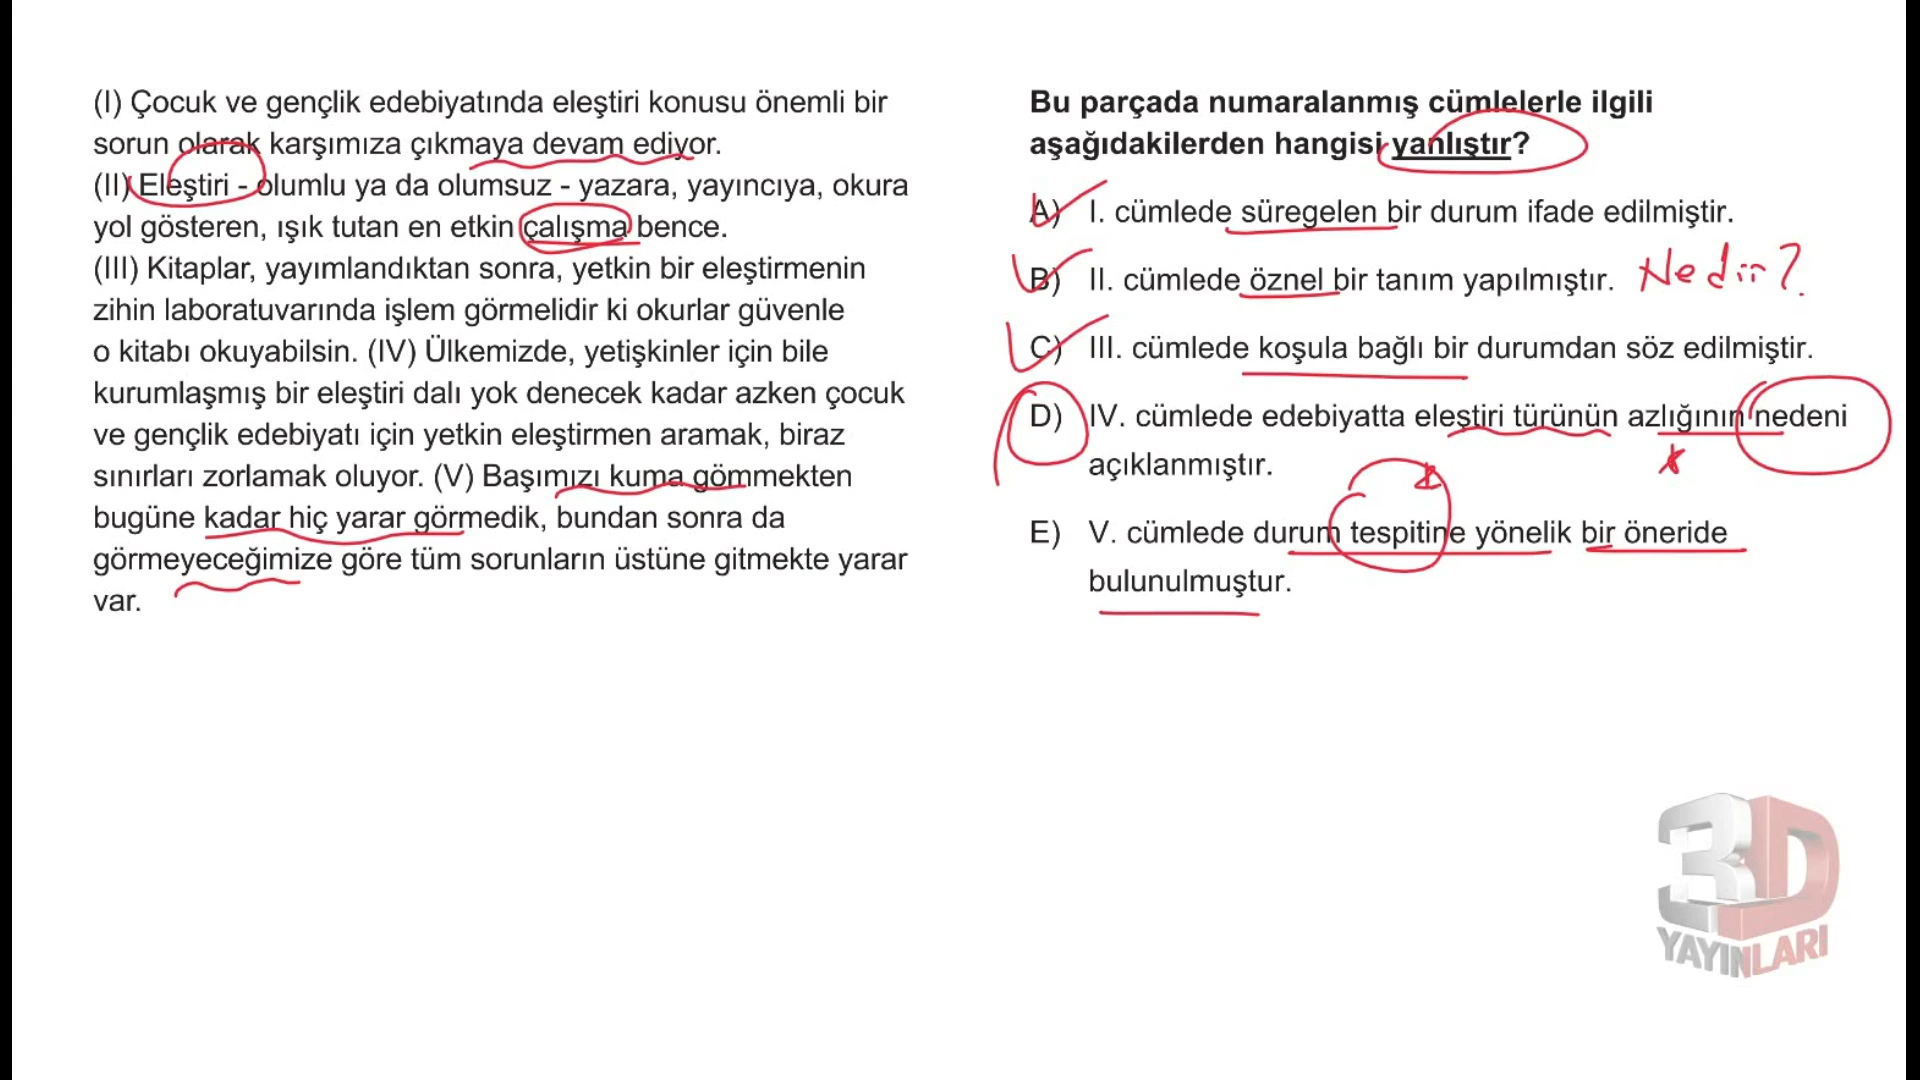 (I) Çocuk ve gençlik edebiyatında eleştiri konusu önemli bir
sorun olarak karşımıza çıkmaya devam ediyor.
(II) Eleştiri - olumlu ya da olumsuz - yazara, yayıncıya, okura
yol gösteren, ışık tutan en etkin çalışma bence.
(III) Kitaplar, yayımlandıktan sonra, yetkin bir eleştirmenin
zihin laboratuvarında işlem görmelidir ki okurlar güvenle
o kitabı okuyabilsin. (IV) Ülkemizde, yetişkinler için bile
kurumlaşmış bir eleştiri dalı yok denecek kadar azken çocuk
ve gençlik edebiyatı için yetkin eleştirmen aramak, biraz
sınırları zorlamak oluyor. (V) Başımızı kuma gömmekten
bugüne kadar hiç yarar görmedik, bundan sonra da
görmeyeceğimize göre tüm sorunların üstüne gitmekte yarar
var.
Bu parçada numaralanmış cümlelerle ilgili
aşağıdakilerden hangisi yanlıştır?
A) I. cümlede süregelen bir durum ifade edilmiştir.
B) II. cümlede öznel bir tanım yapılmıştır. Nedir?
C) III. cümlede koşula bağlı bir durumdan söz edilmiştir.
D) IV. cümlede edebiyatta eleştiri türünün azlığının nedeni
açıklanmıştır.
E) V. cümlede durum tespitine yönelik bir öneride
bulunulmuştur.
3D
YAYINLARI